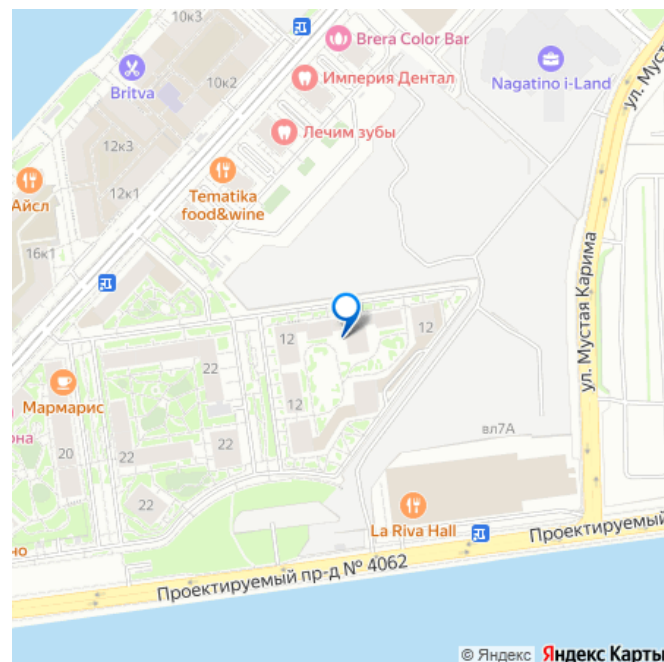 10к3
Brera Color Bar
Империя Дентал
Britva
10к2
Nagatino i-Land
ул. Муст
Лечим зубы
12к3
Айсл
12к1
Tematika
food&wine
16к1
ул. Мустая Карима
12
12
22
Мармарис
12
она
20
22
22
вл7А
22
La Riva Hall
но
Проектируемый
Проектируемый пр-д № 4062
© Яндекс Яндекс Карты